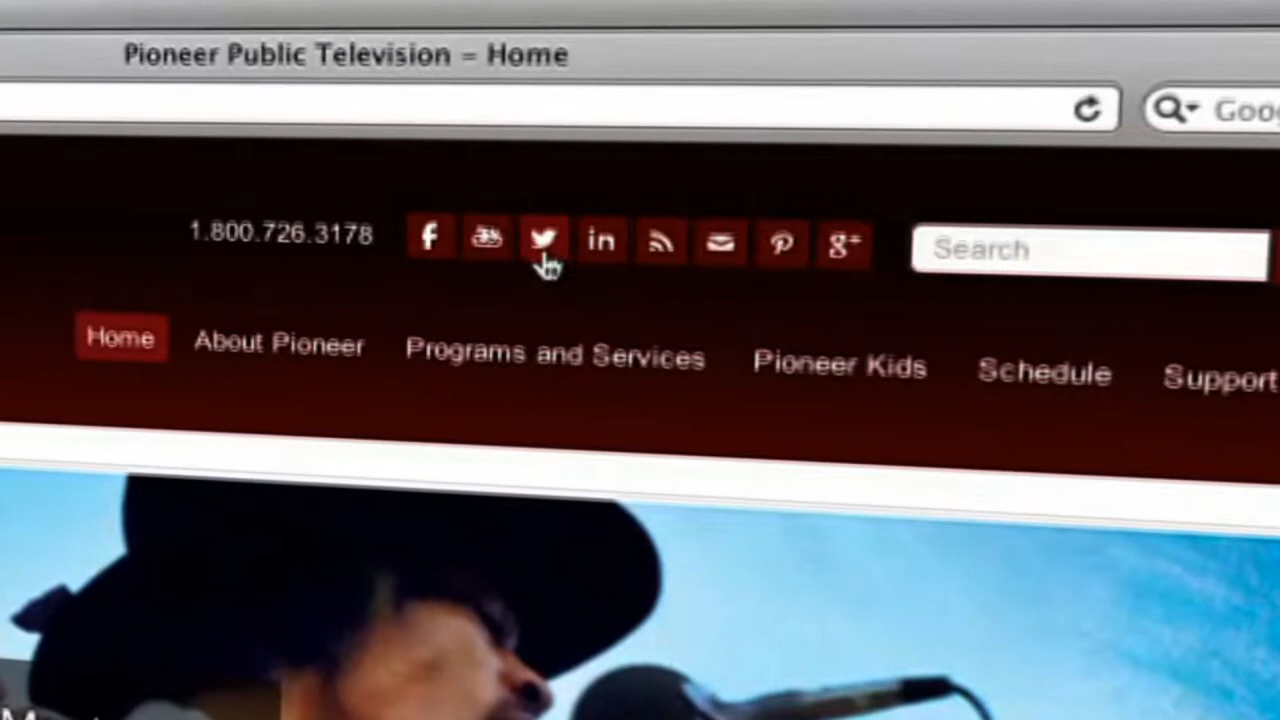 Pioneer Public Television – Home
1.800.726.3178
Search
Home About Pioneer Programs and Services Pioneer Kids Schedule Support